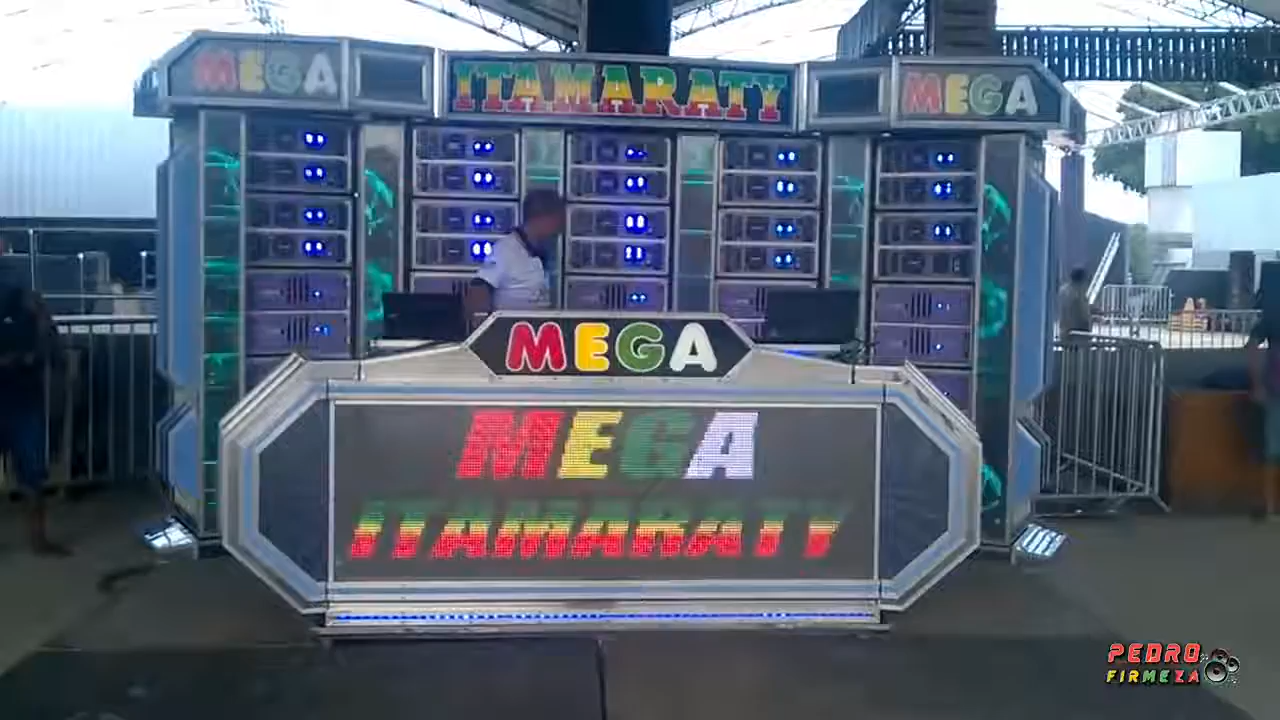 MEGA ITAMARATY MEGA
MEGA
MEGA
ITAMARATY
PEDRO
FIRMEZA